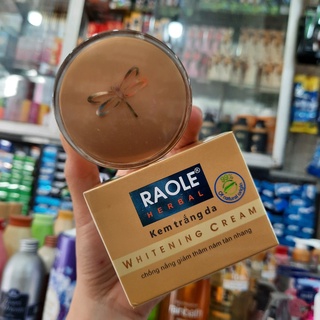 RAOLE®
HERBAL
Kem trắng da
WHITENING CREAM
chống nắng giảm thâm nám tàn nhang